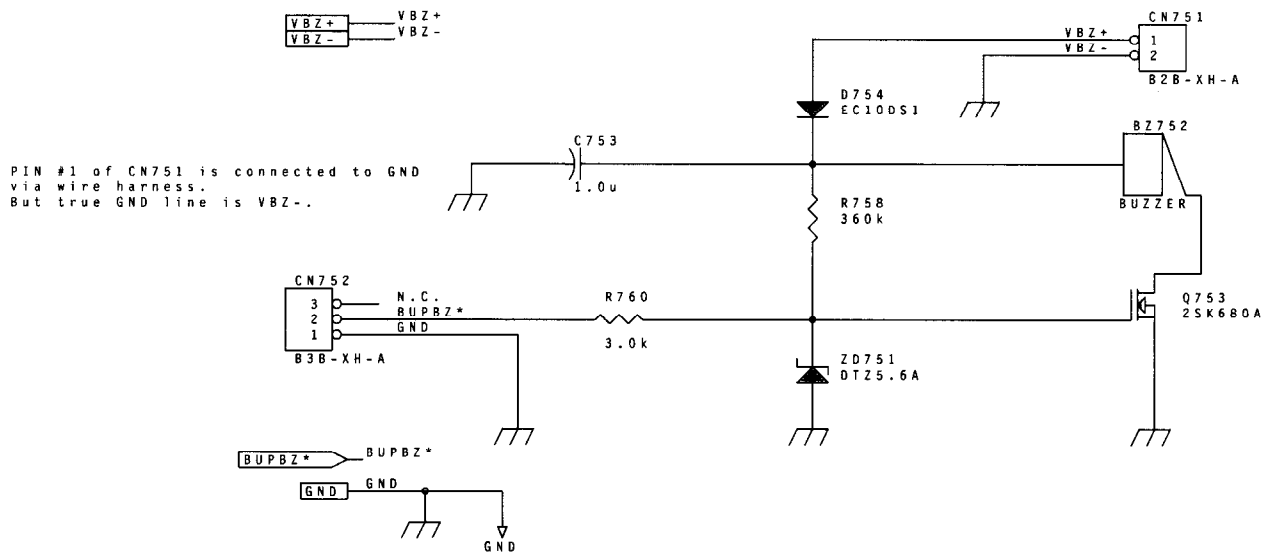 VBZ+ VBZ+
VBZ- VBZ-
CN751
VBZ+ 1
VBZ- 2
B2B-XH-A
D754
EC10DS1
C753
1.0u
BZ752
BUZZER
PIN #1 of CN751 is connected to GND
via wire harness.
But true GND line is VBZ-.
R758
360k
CN752
3 N.C.
2 BUPBZ*
1 GND
B3B-XH-A
R760
3.0k
Q753
2SK680A
ZD751
DTZ5.6A
BUPBZ* BUPBZ*
GND GND
GND